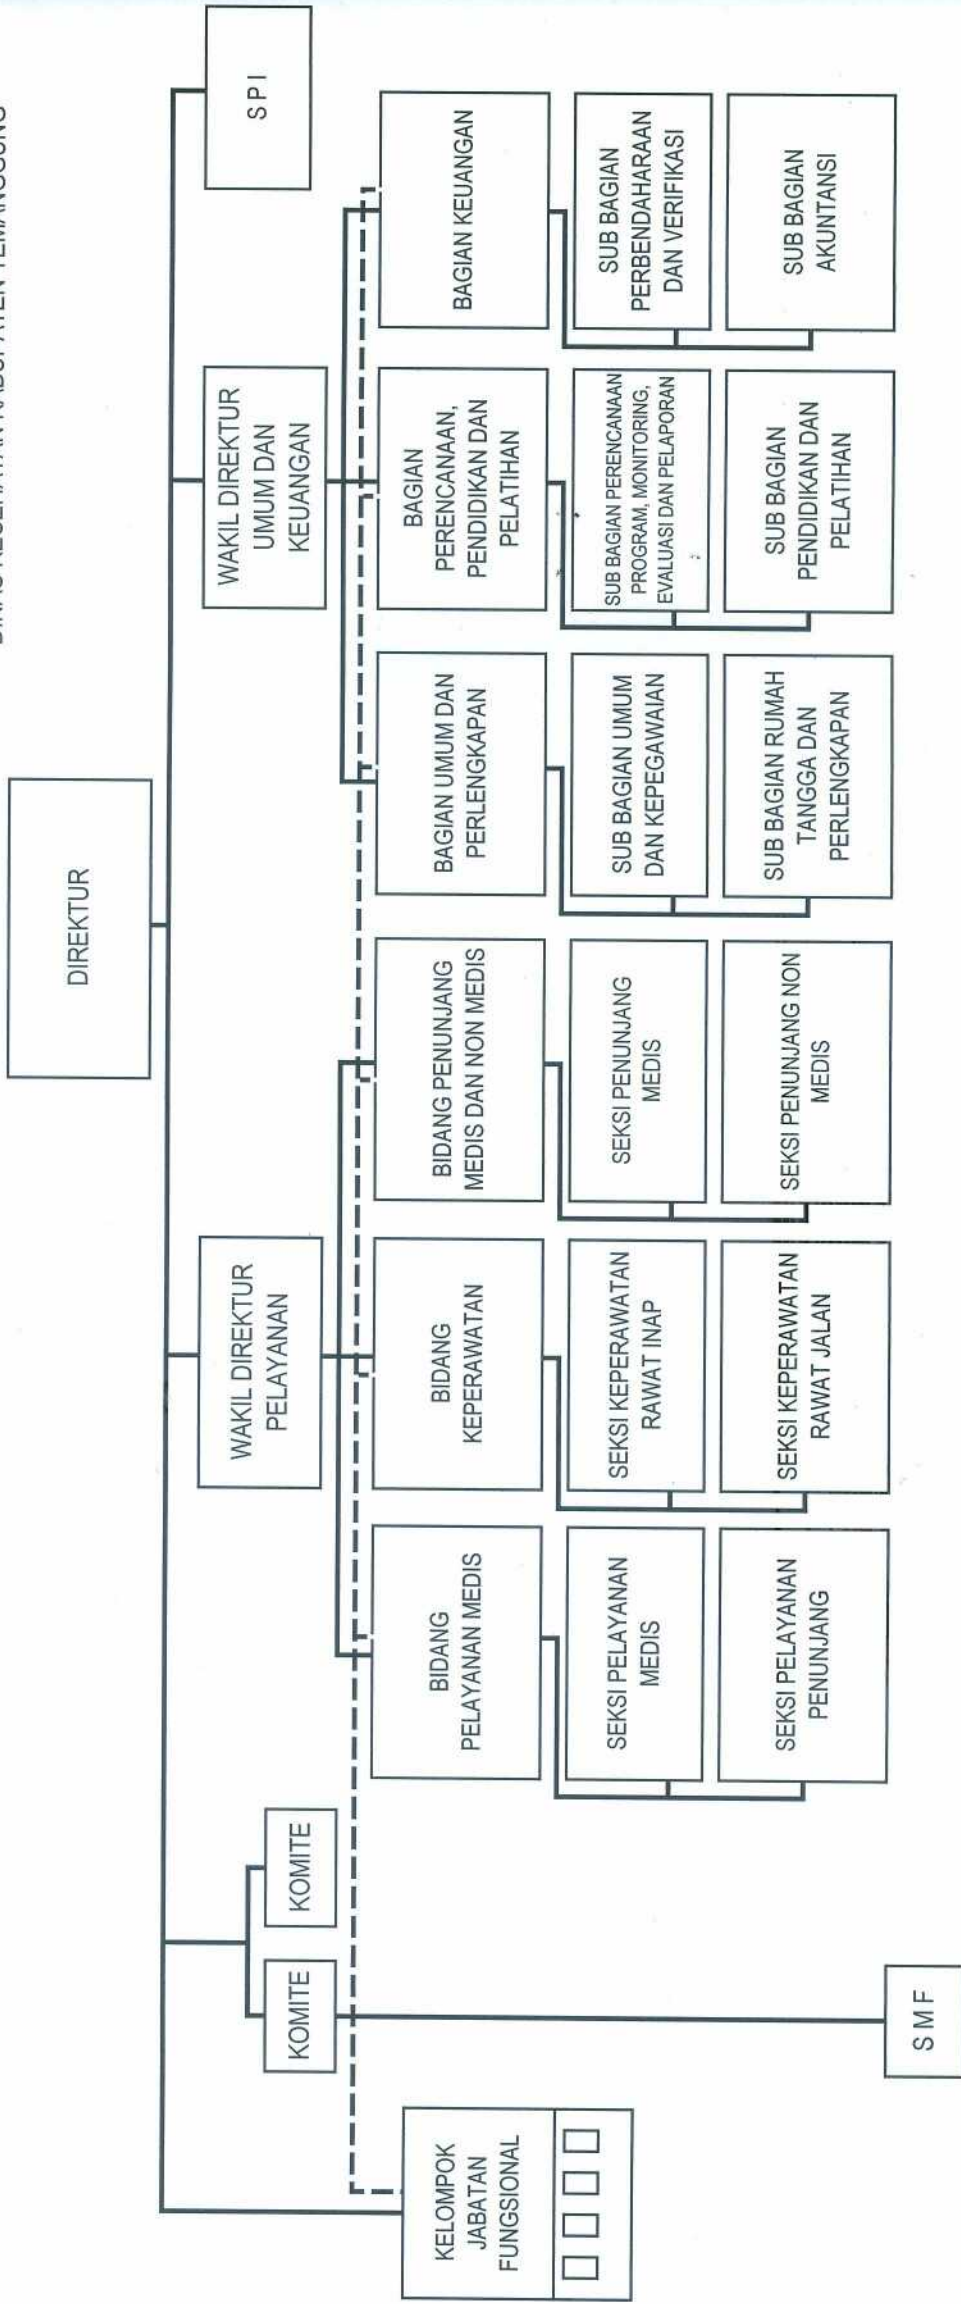 DIREKTUR
S P I
WAKIL DIREKTUR
PELAYANAN
WAKIL DIREKTUR
UMUM DAN
KEUANGAN
KOMITE
KOMITE
KELOMPOK
JABATAN
FUNGSIONAL
BIDANG
PELAYANAN MEDIS
BIDANG
KEPERAWATAN
BIDANG PENUNJANG
MEDIS DAN NON MEDIS
BAGIAN UMUM DAN
PERLENGKAPAN
BAGIAN
PERENCANAAN,
PENDIDIKAN DAN
PELATIHAN
BAGIAN KEUANGAN
SEKSI PELAYANAN
MEDIS
SEKSI KEPERAWATAN
RAWAT INAP
SEKSI PENUNJANG
MEDIS
SUB BAGIAN UMUM
DAN KEPEGAWAIAN
SUB BAGIAN PERENCANAAN
PROGRAM, MONITORING,
EVALUASI DAN PELAPORAN
SUB BAGIAN
PERBENDAHARAAN
DAN VERIFIKASI
SEKSI PELAYANAN
PENUNJANG
SEKSI KEPERAWATAN
RAWAT JALAN
SEKSI PENUNJANG NON
MEDIS
SUB BAGIAN RUMAH
TANGGA DAN
PERLENGKAPAN
SUB BAGIAN
PENDIDIKAN DAN
PELATIHAN
SUB BAGIAN
AKUNTANSI
S M F